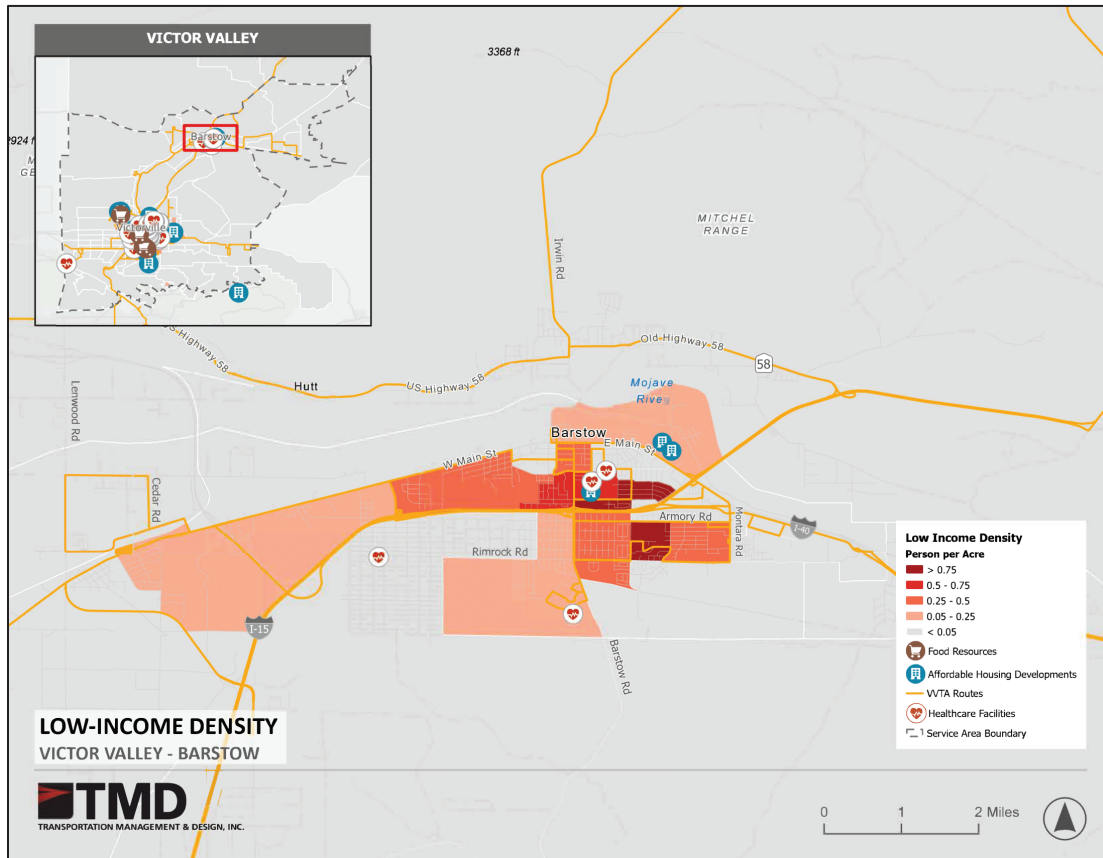 VICTOR VALLEY
3368 ft
Barstow
Victorville
MITCHEL
RANGE
Irwin Rd
Old Highway 58
58
US Highway 58
Hutt
US Highway 58
Lenwood Rd
Mojave
River
Barstow
E Main St
W Main St
Cedar Rd
Armory Rd
Montara Rd
I-40
Rimrock Rd
I-15
Barstow Rd
Low Income Density
Person per Acre
> 0.75
0.5 - 0.75
0.25 - 0.5
0.05 - 0.25
< 0.05
Food Resources
Affordable Housing Developments
VVTA Routes
Healthcare Facilities
Service Area Boundary
LOW-INCOME DENSITY
VICTOR VALLEY - BARSTOW
TMD
TRANSPORTATION MANAGEMENT & DESIGN, INC.
0 1 2 Miles